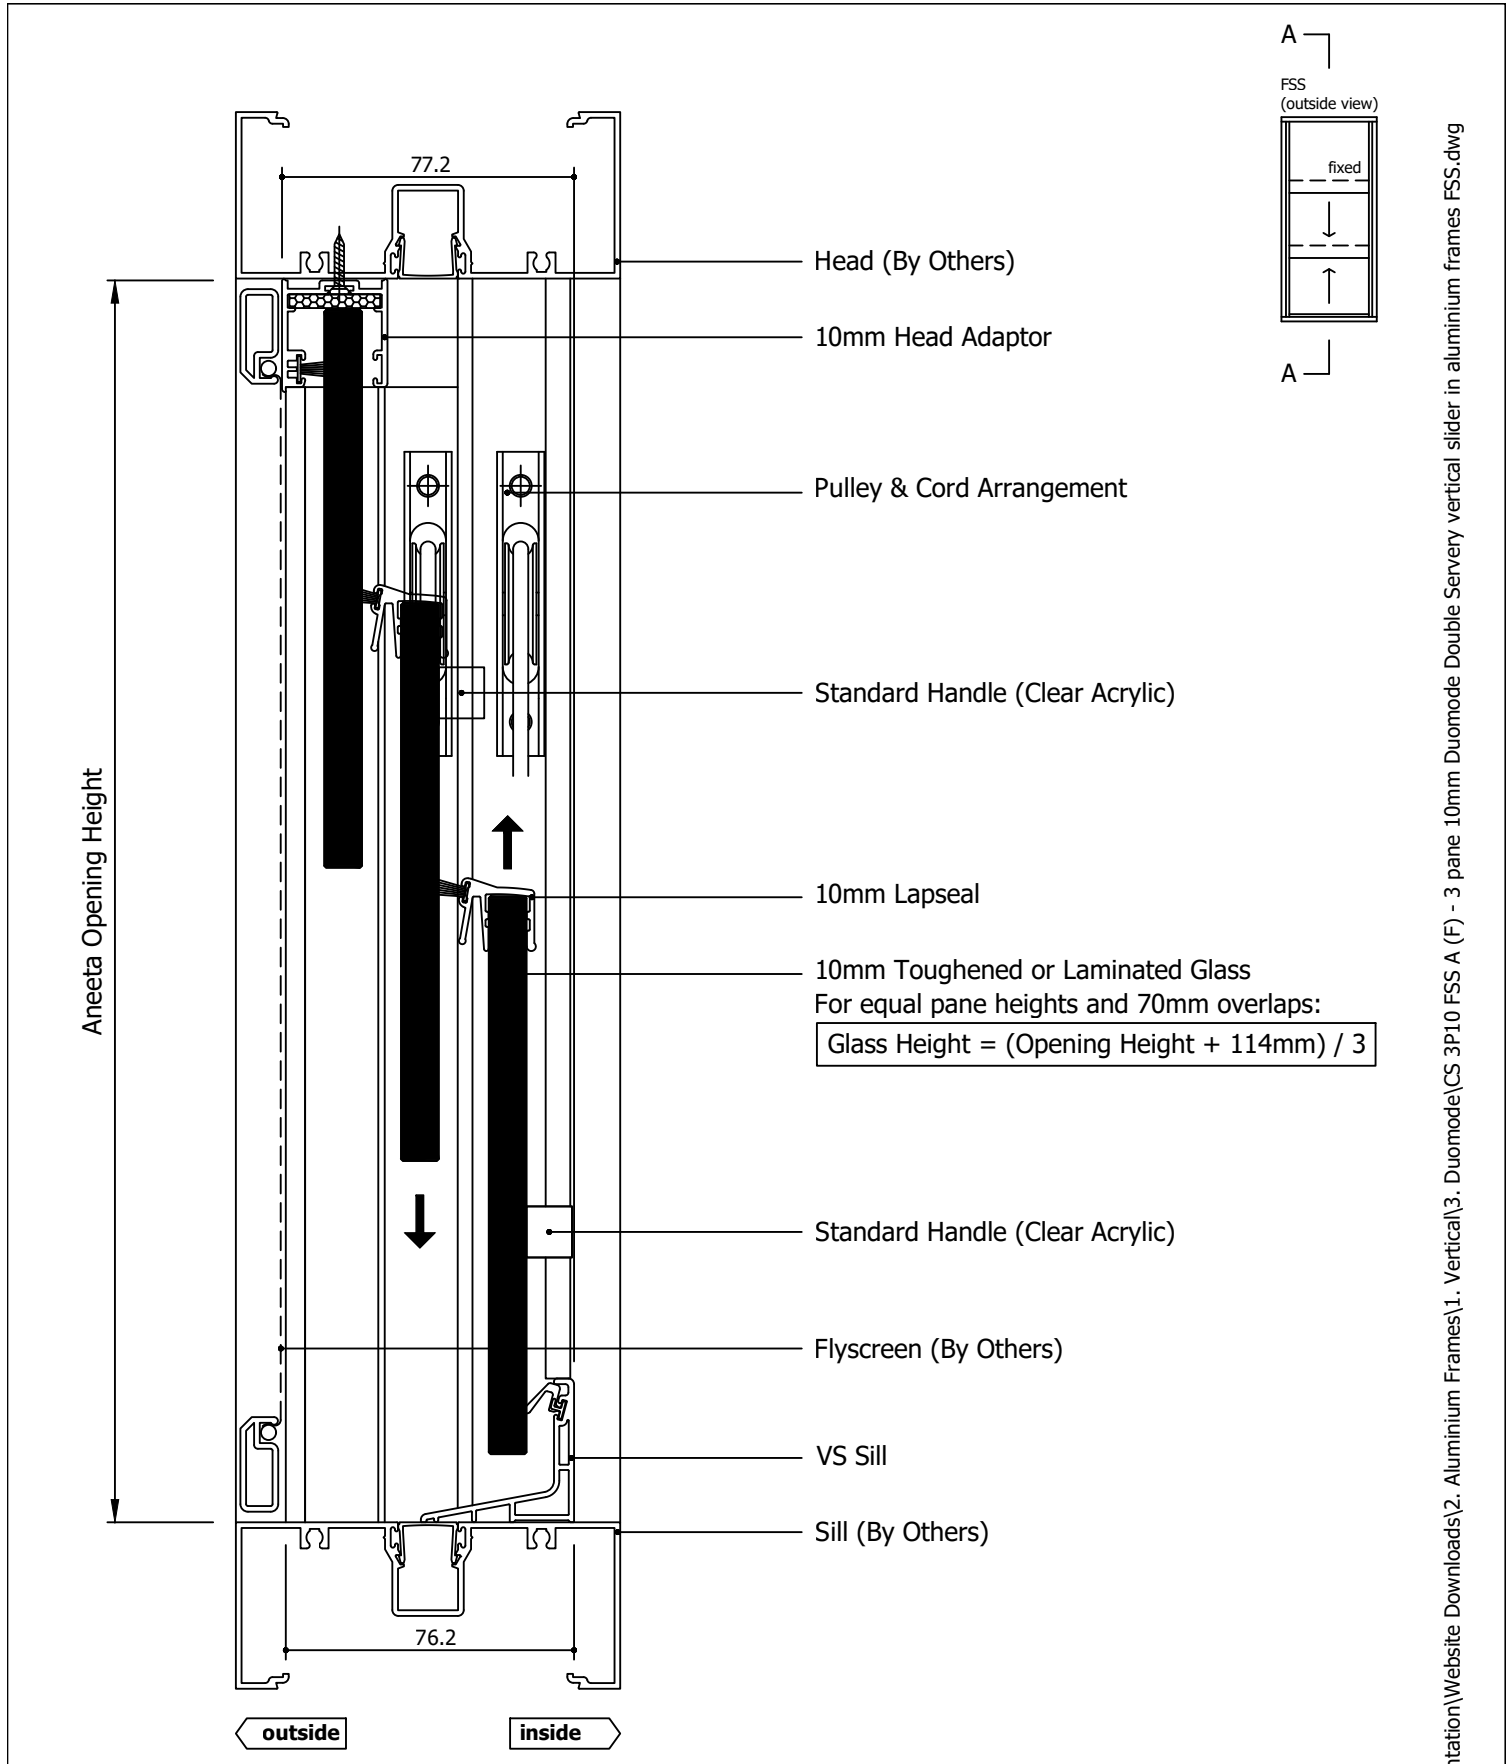 A
FSS
(outside view)
fixed
A
77.2
Head (By Others)
10mm Head Adaptor
Pulley & Cord Arrangement
Standard Handle (Clear Acrylic)
Aneeta Opening Height
10mm Lapseal
10mm Toughened or Laminated Glass
For equal pane heights and 70mm overlaps:
Glass Height = (Opening Height + 114mm) / 3
Standard Handle (Clear Acrylic)
Flyscreen (By Others)
VS Sill
Sill (By Others)
76.2
outside
inside
ntation\Website Downloads\2. Aluminium Frames\1. Vertical\3. Duomode\CS 3P10 FSS A (F) - 3 pane 10mm Duomode Double Servery vertical slider in aluminium frames FSS.dwg